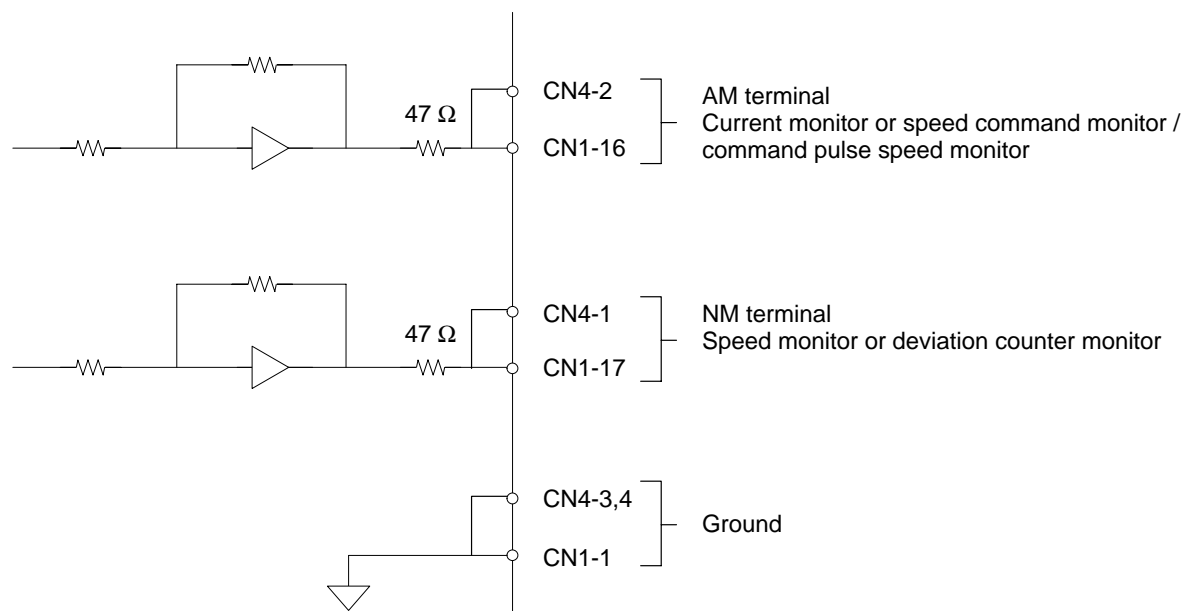 CN4-2
47 Ω
CN1-16
AM terminal
Current monitor or speed command monitor /
command pulse speed monitor
CN4-1
47 Ω
CN1-17
NM terminal
Speed monitor or deviation counter monitor
CN4-3,4
CN1-1
Ground